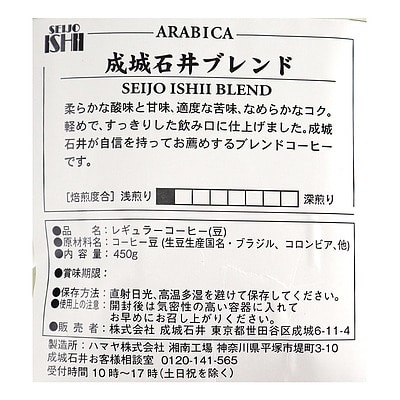 SEIJO
ISHII
ARABICA
成城石井ブレンド
SEIJO ISHII BLEND
柔らかな酸味と甘味、適度な苦味、なめらかなコク。
軽めで、すっきりした飲み口に仕上げました。成城
石井が自信を持ってお薦めするブレンドコーヒー
です。
[焙煎度合] 浅煎り 深煎り
●品名：レギュラーコーヒー(豆)
●原材料名：コーヒー豆 (生豆生産国名・ブラジル、コロンビア、他)
●内容量：450g
●賞味期限：
●保存方法：直射日光、高温多湿を避けて保存してください。
●使用上の注意：開封後は気密性の高い容器に入れて
お早めにお召し上がりください。
●販売者：株式会社 成城石井 東京都世田谷区成城6-11-4
製造所：ハマヤ株式会社 湘南工場 神奈川県平塚市堤町3-10
成城石井お客様相談室 0120-141-565
受付時間 10時～17時(土日祝を除く)